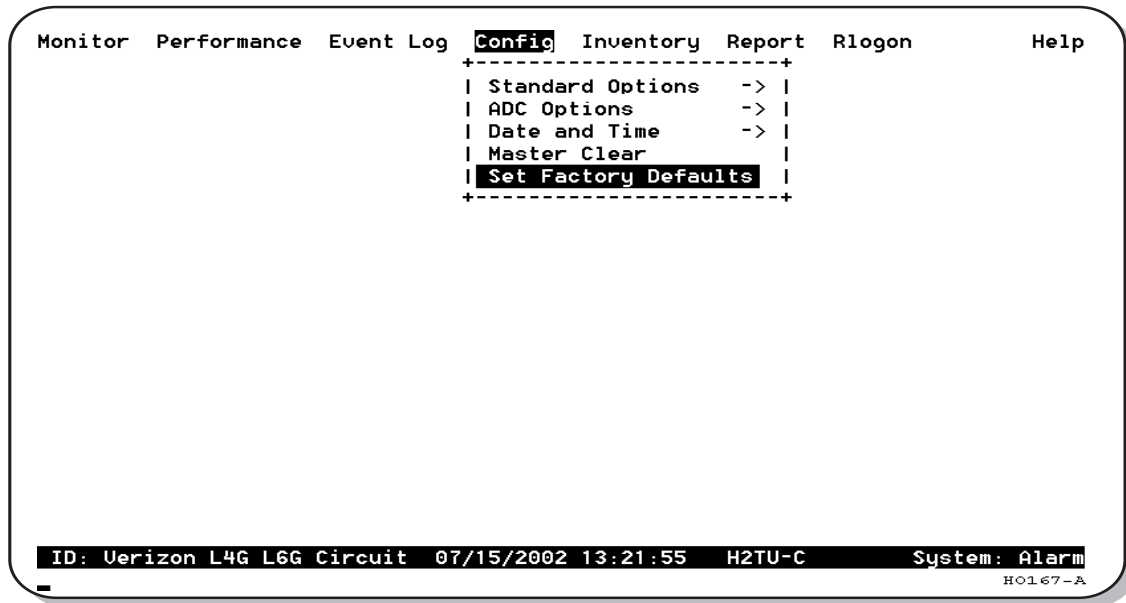 Monitor Performance Event Log Config Inventory Report Rlogon Help
+-----------------------+
| Standard Options -> |
| ADC Options -> |
| Date and Time -> |
| Master Clear |
| Set Factory Defaults |
+-----------------------+
ID: Verizon L4G L6G Circuit 07/15/2002 13:21:55 H2TU-C System: Alarm
HO167-A